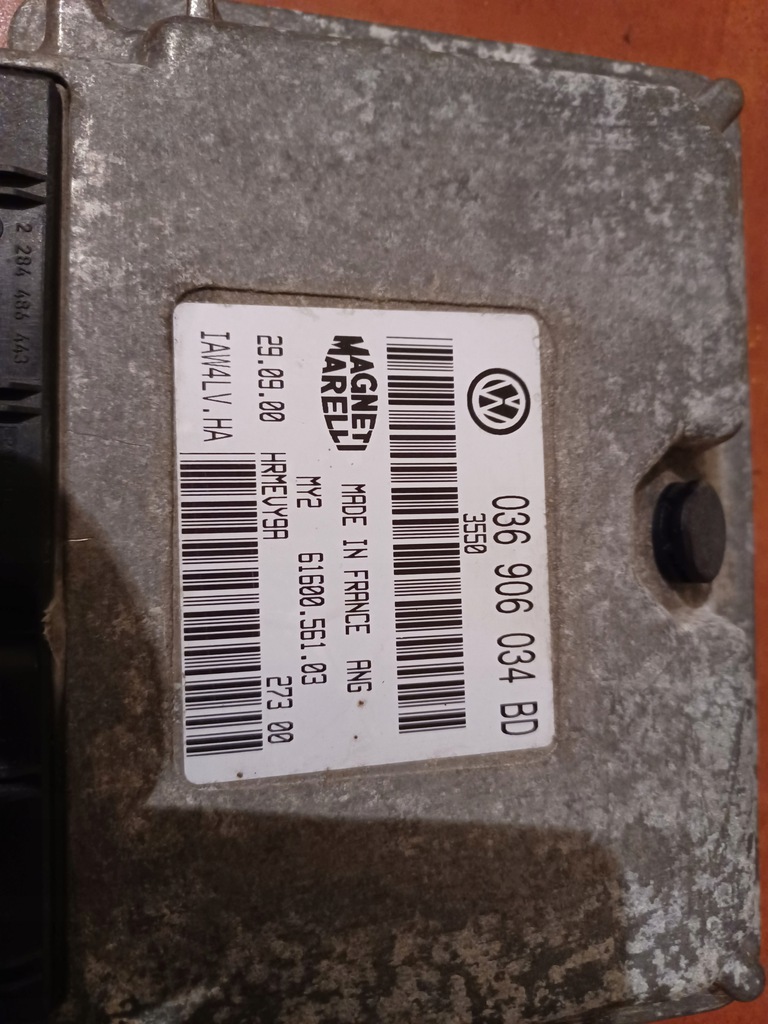 036 906 034 BD
3550
MAGNETI
MARELLI
MADE IN FRANCE ANG
MY2 61600.561.03
29.09.00 HRMEVY9A 273 00
IAW4LV.HA
2 284 486 443